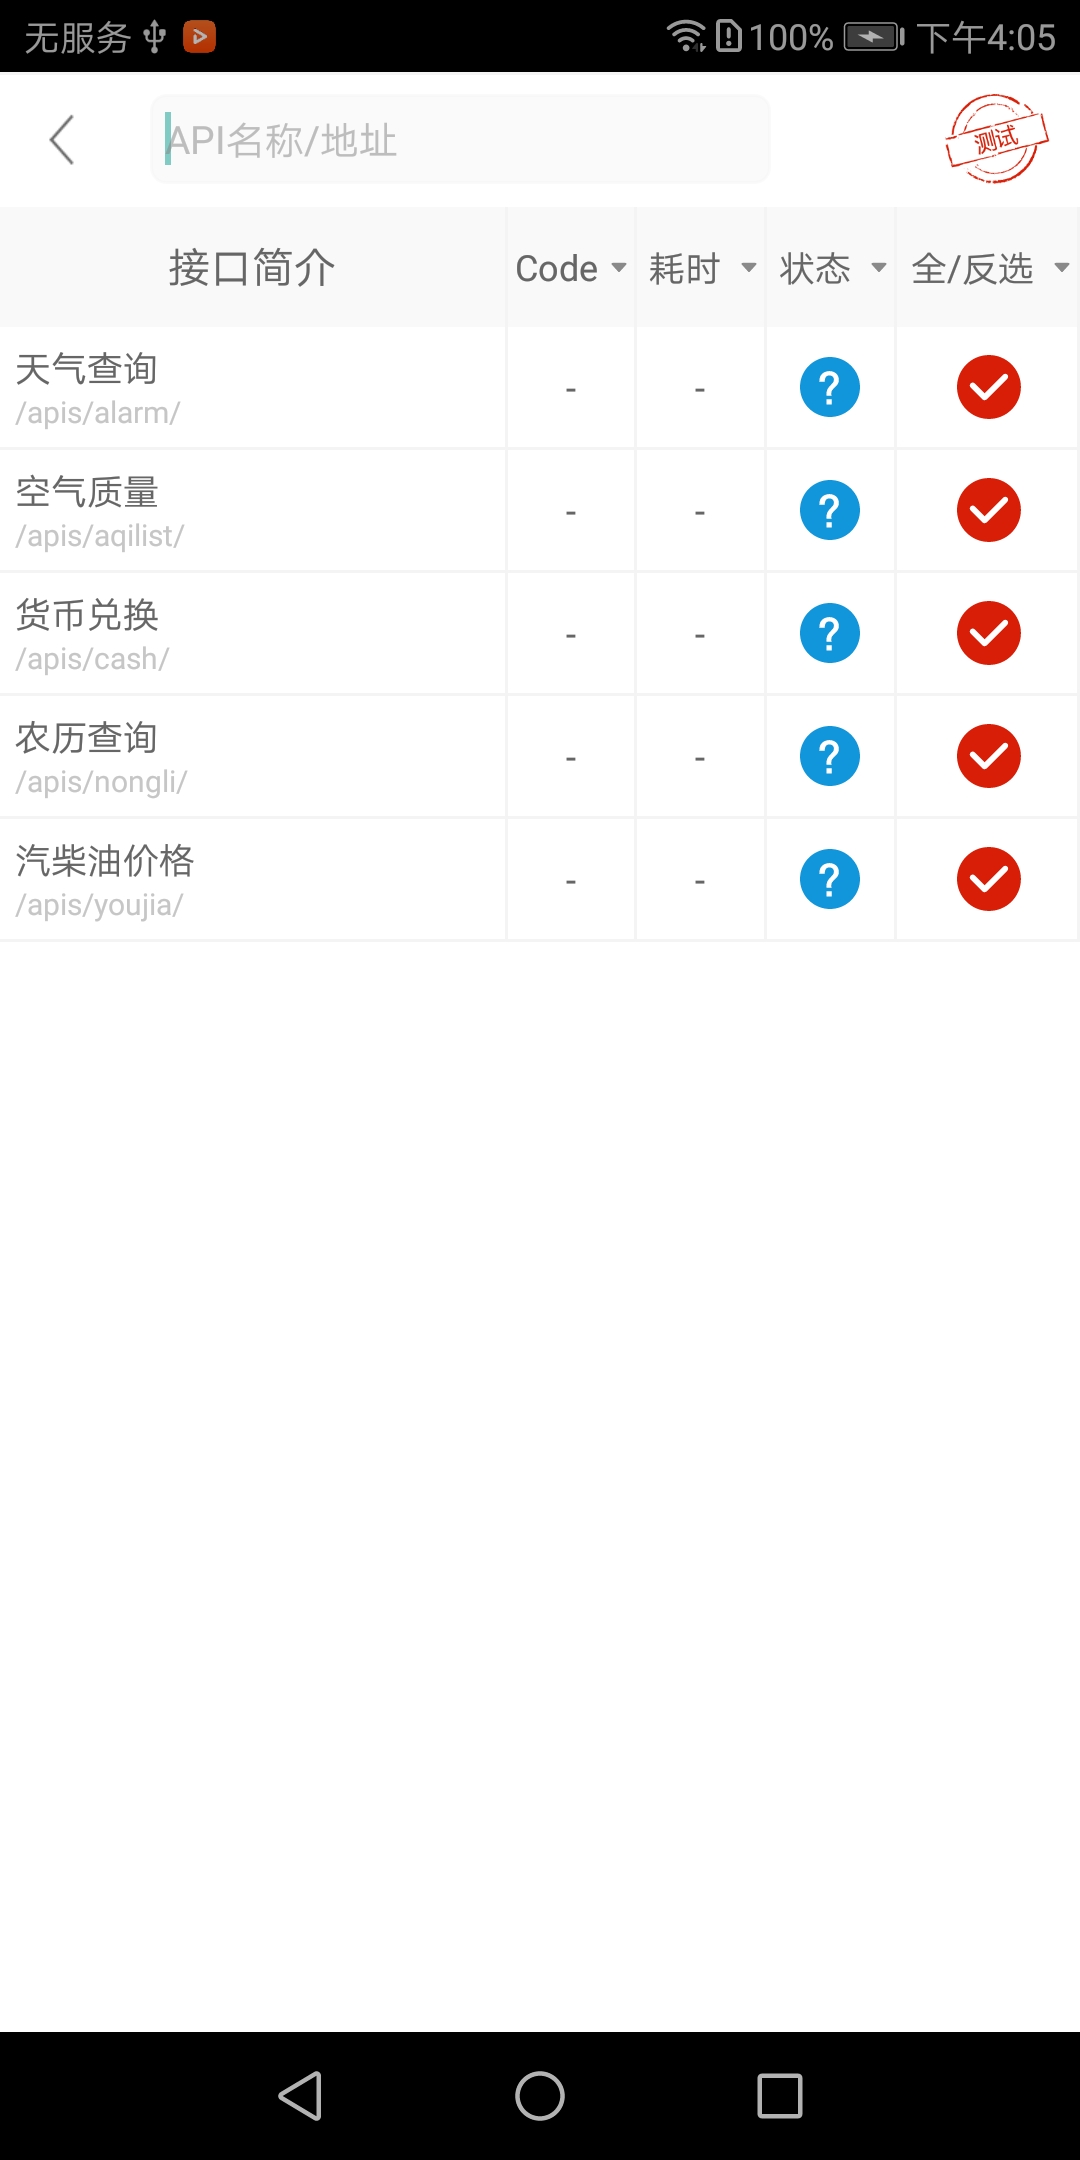 无服务 100% 下午4:05
API名称/地址
测试
接口简介 Code 耗时 状态 全/反选
天气查询
/apis/alarm/
- - ?
空气质量
/apis/aqilist/
- - ?
货币兑换
/apis/cash/
- - ?
农历查询
/apis/nongli/
- - ?
汽柴油价格
/apis/youjia/
- - ?